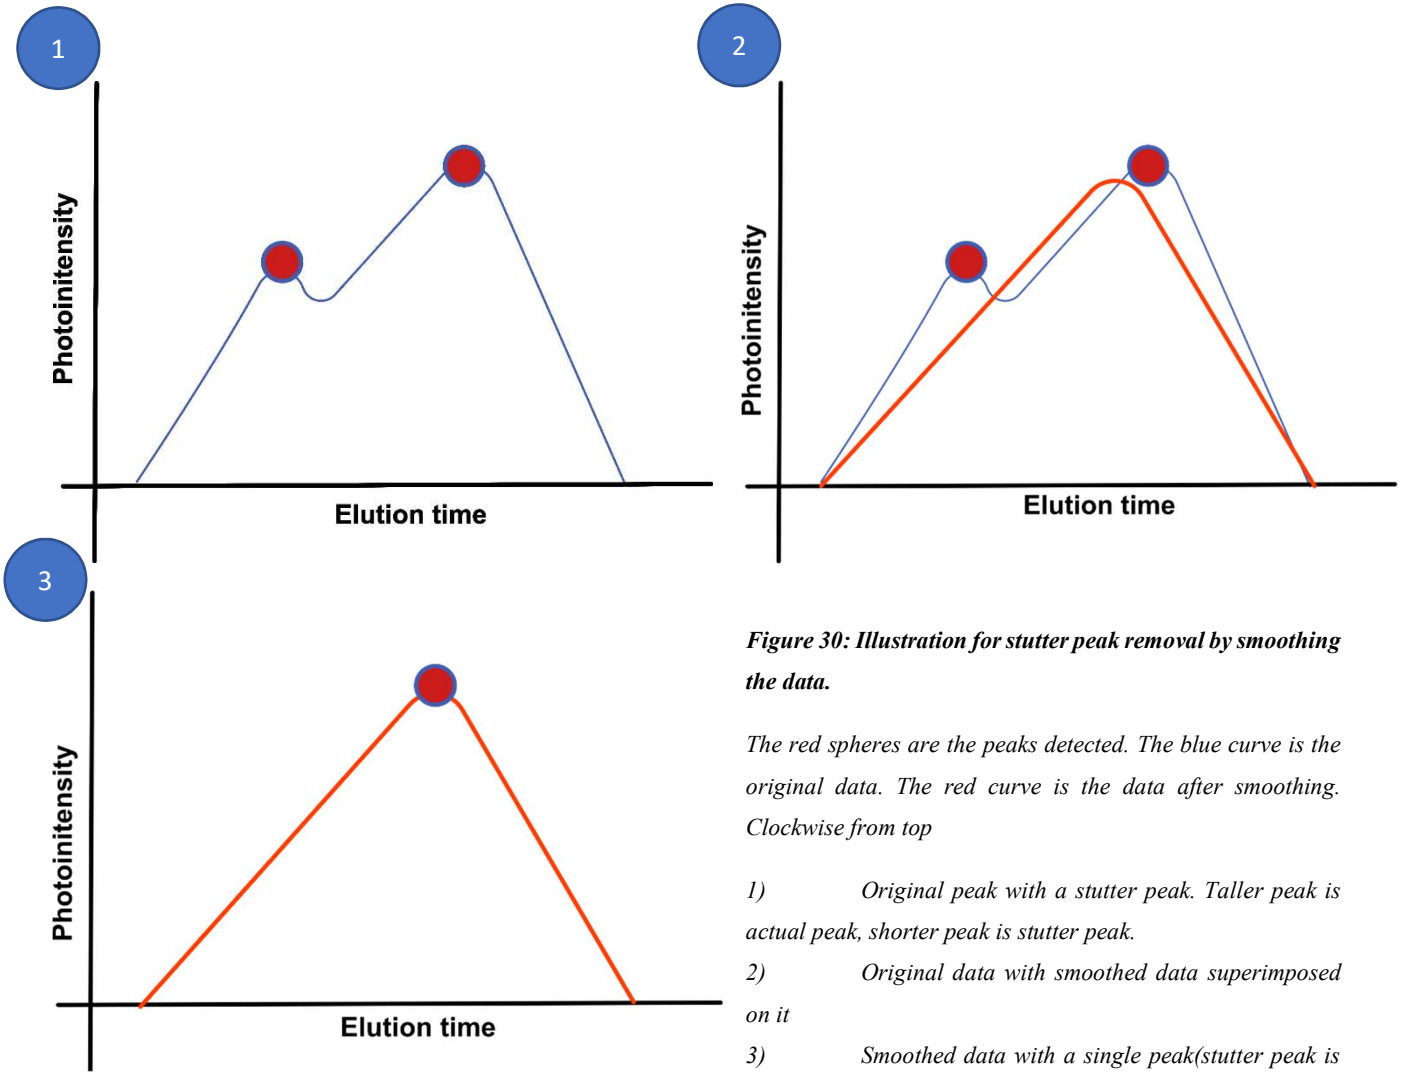 1
Photoinitensity
Elution time
2
Photoinitensity
Elution time
3
Photoinitensity
Elution time
Figure 30: Illustration for stutter peak removal by smoothing
the data.
The red spheres are the peaks detected. The blue curve is the
original data. The red curve is the data after smoothing.
Clockwise from top
1) Original peak with a stutter peak. Taller peak is
actual peak, shorter peak is stutter peak.
2) Original data with smoothed data superimposed
on it
3) Smoothed data with a single peak(stutter peak is